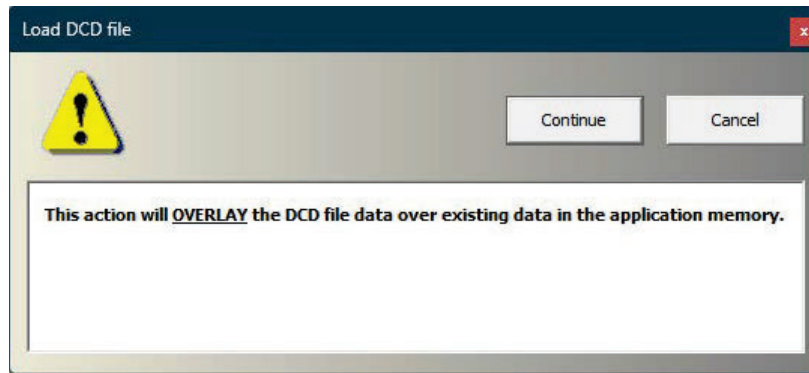 Load DCD file
x
Continue
Cancel
This action will OVERLAY the DCD file data over existing data in the application memory.